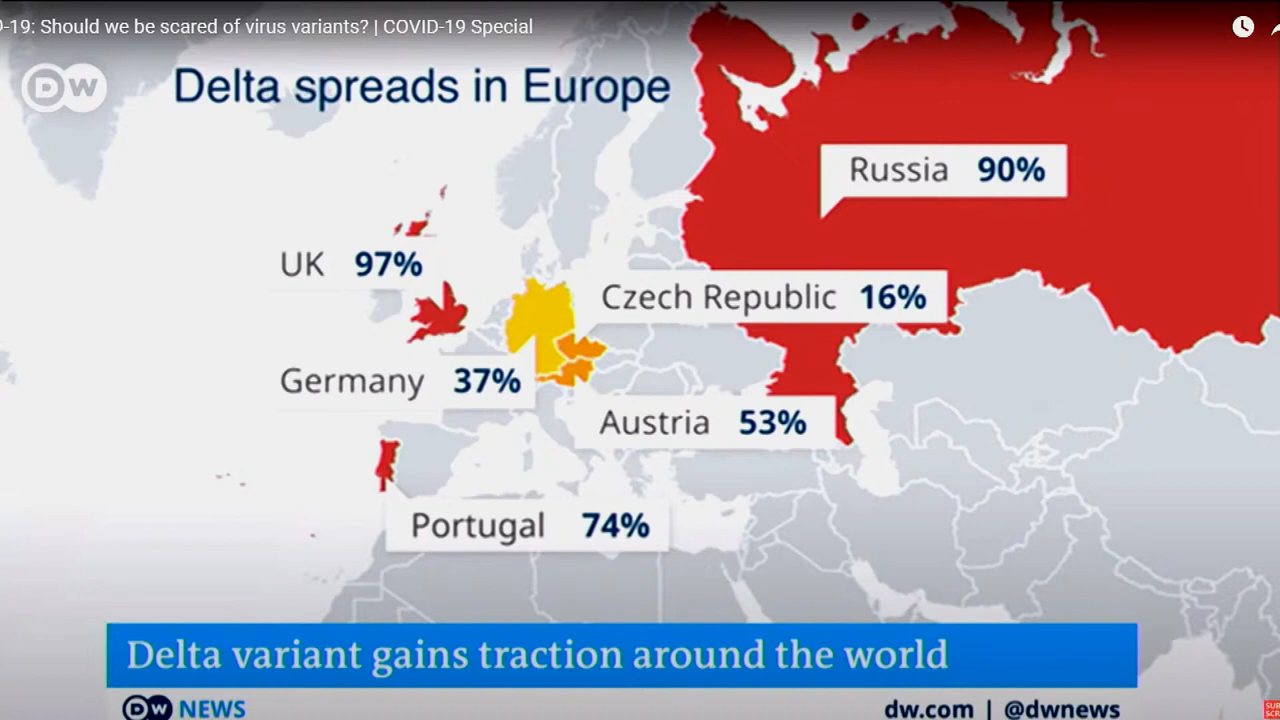 D-19: Should we be scared of virus variants? | COVID-19 Special
DW
Delta spreads in Europe
Russia 90%
UK 97%
Czech Republic 16%
Germany 37%
Austria 53%
Portugal 74%
Delta variant gains traction around the world
DW NEWS
dw.com | @dwnews
SUB
SCR